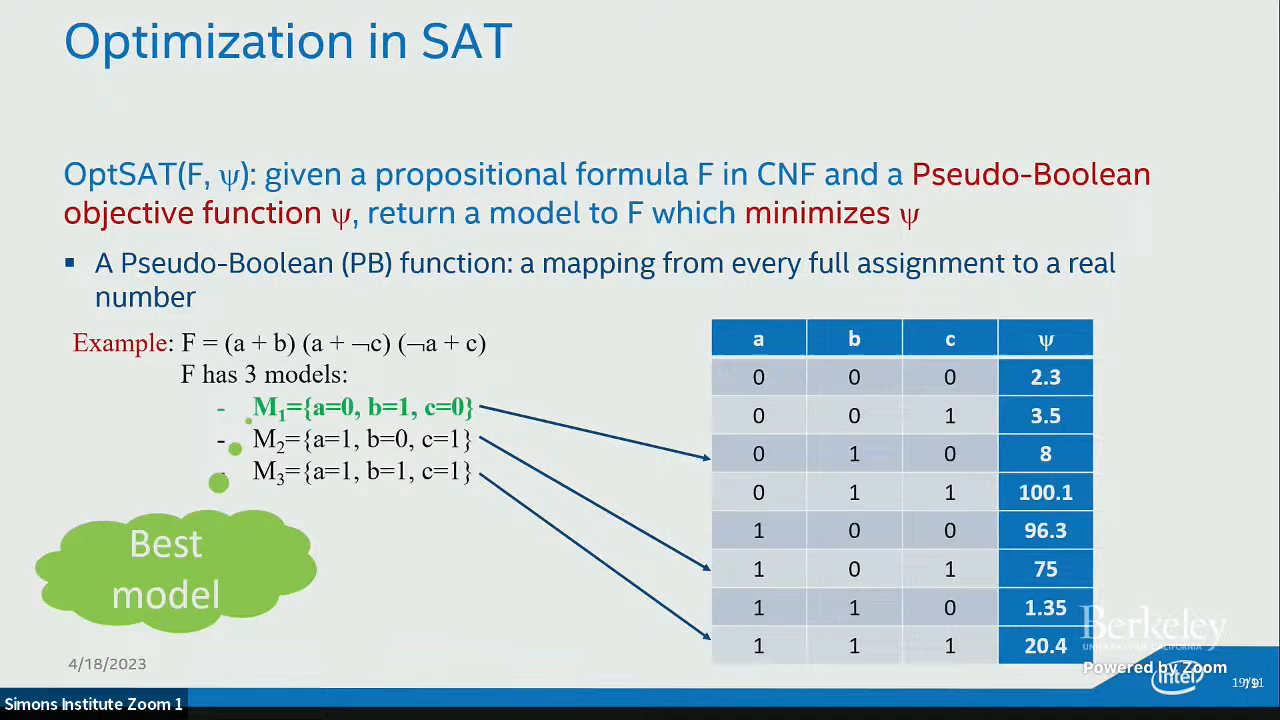 Optimization in SAT
OptSAT(F, ψ): given a propositional formula F in CNF and a Pseudo-Boolean
objective function ψ, return a model to F which minimizes ψ
▪ A Pseudo-Boolean (PB) function: a mapping from every full assignment to a real
number
Example: F = (a + b) (a + ¬c) (¬a + c)
F has 3 models:
- M₁={a=0, b=1, c=0}
- M₂={a=1, b=0, c=1}
- M₃={a=1, b=1, c=1}
Best
model
a b c ψ
0 0 0 2.3
0 0 1 3.5
0 1 0 8
0 1 1 100.1
1 0 0 96.3
1 0 1 75
1 1 0 1.35
1 1 1 20.4
4/18/2023
Berkeley
UNIVERSITY OF CALIFORNIA
Powered by Zoom
intel
Simons Institute Zoom 1